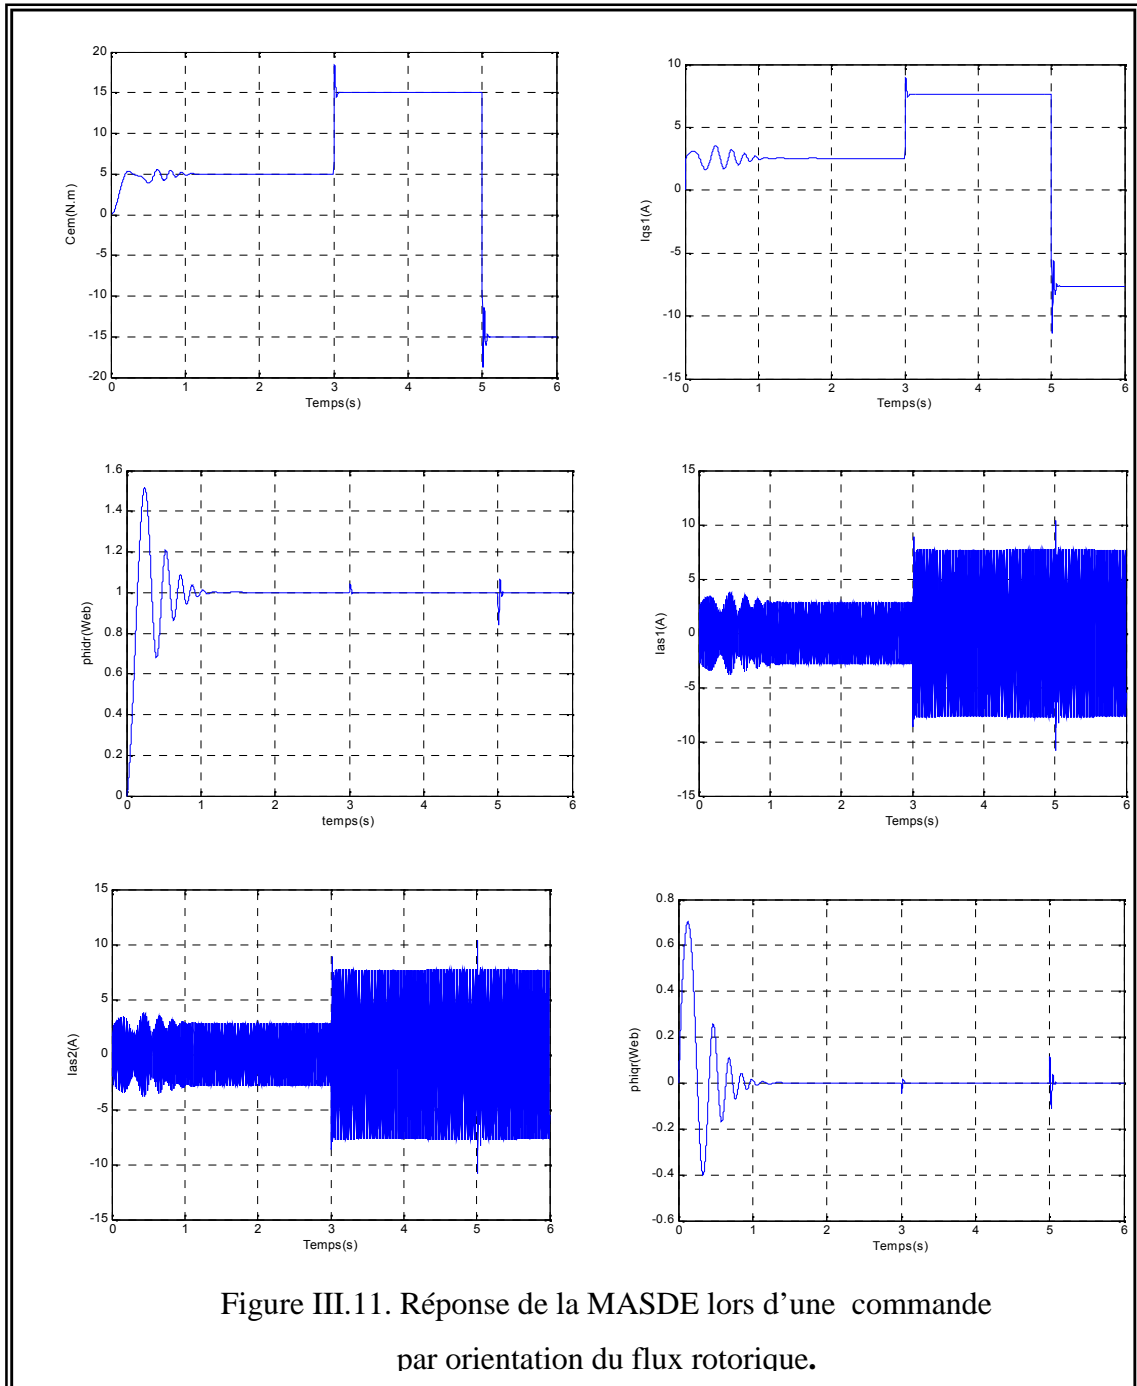 20
15
10
5
0
-5
-10
-15
-20
Cem(N.m)
0 1 2 3 4 5 6
Temps(s)
10
5
0
-5
-10
-15
Iqs1(A)
0 1 2 3 4 5 6
Temps(s)
1.6
1.4
1.2
1
0.8
0.6
0.4
0.2
0
phidr(Web)
0 1 2 3 4 5 6
temps(s)
15
10
5
0
-5
-10
-15
Ias1(A)
0 1 2 3 4 5 6
Temps(s)
15
10
5
0
-5
-10
-15
Ias2(A)
0 1 2 3 4 5 6
Temps(s)
0.8
0.6
0.4
0.2
0
-0.2
-0.4
-0.6
phiqr(Web)
0 1 2 3 4 5 6
Temps(s)
Figure III.11. Réponse de la MASDE lors d’une commande
par orientation du flux rotorique.